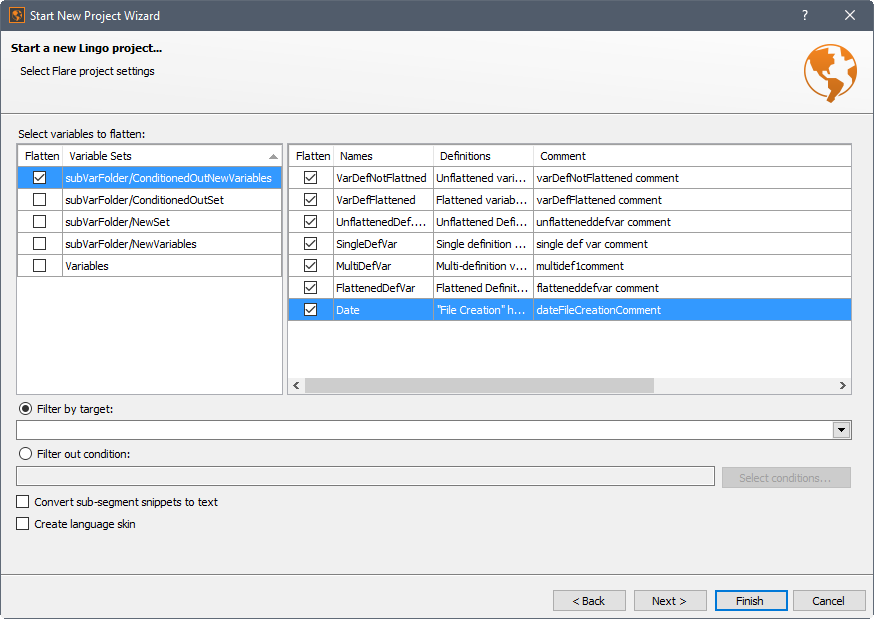 Start New Project Wizard ?
Start a new Lingo project...
Select Flare project settings
Select variables to flatten:
Flatten Variable Sets
subVarFolder/ConditionedOutNewVariables
subVarFolder/ConditionedOutSet
subVarFolder/NewSet
subVarFolder/NewVariables
Variables
Flatten Names Definitions Comment
VarDefNotFlattned Unflattened vari... varDefNotFlattened comment
VarDefFlattened Flattened variab... varDefFlattened comment
UnflattenedDef.... Unflattened Defi... unflatteneddefvar comment
SingleDefVar Single definition ... single def var comment
MultiDefVar Multi-definition v... multidef1comment
FlattenedDefVar Flattened Definit... flatteneddefvar comment
Date "File Creation" h... dateFileCreationComment
Filter by target:
Filter out condition:
Select conditions...
Convert sub-segment snippets to text
Create language skin
< Back Next > Finish Cancel